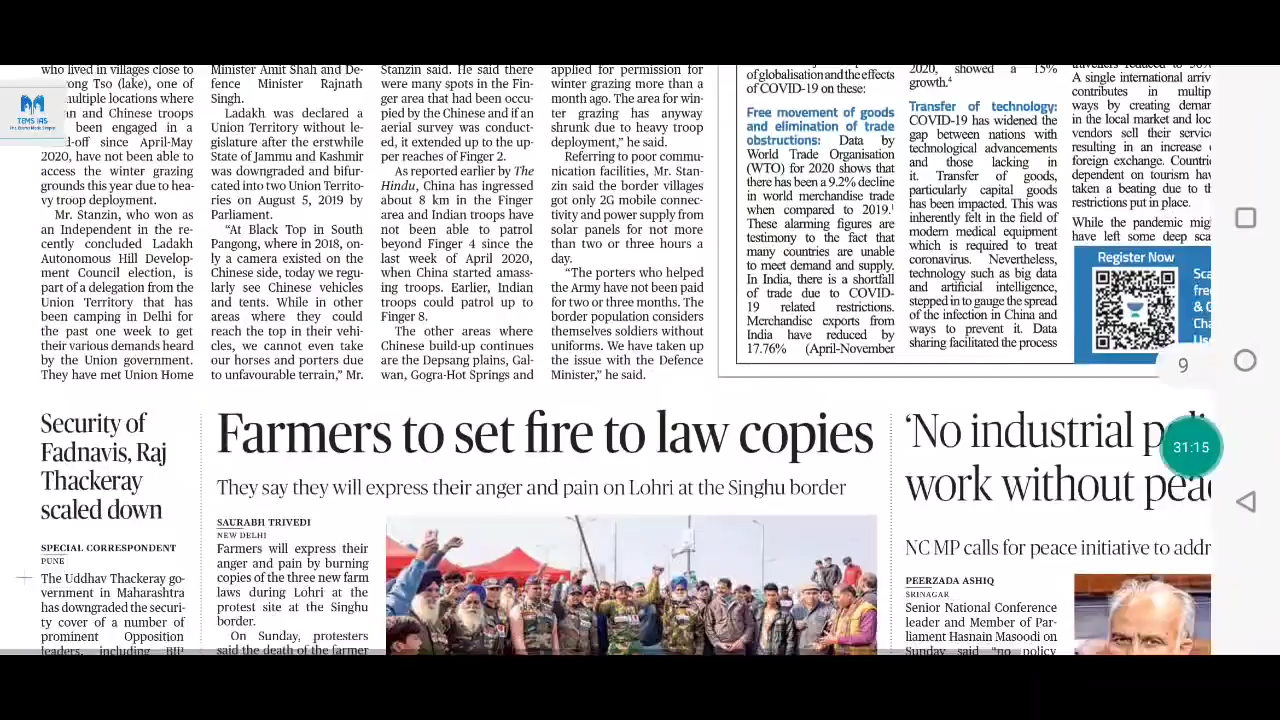 who lived in villages close to
Tso (lake), one of
multiple locations where
and Chinese troops
been engaged in a
since April-May
2020, have not been able to
access the winter grazing
grounds this year due to hea-
vy troop deployment.
Mr. Stanzin, who won as
an Independent in the re-
cently concluded Ladakh
Autonomous Hill Develop-
ment Council election, is
part of a delegation from the
Union Territory that has
been camping in Delhi for
the past one week to get
their various demands heard
by the Union government.
They have met Union Home
Minister Amit Shah and De-
fence Minister Rajnath
Singh.
Ladakh was declared a
Union Territory without le-
gislature after the erstwhile
State of Jammu and Kashmir
was downgraded and bifur-
cated into two Union Territo-
ries on August 5, 2019 by
Parliament.
“At Black Top in South
Pangong, where in 2018, on-
ly a camera existed on the
Chinese side, today we regu-
larly see Chinese vehicles
and tents. While in other
areas where they could
reach the top in their vehi-
cles, we cannot even take
our horses and porters due
to unfavourable terrain,” Mr.
Stanzin said. He said there
were many spots in the Fin-
ger area that had been occu-
pied by the Chinese and if an
aerial survey was conduct-
ed, it extended up to the up-
per reaches of Finger 2.
As reported earlier by The
Hindu, China has ingressed
about 8 km in the Finger
area and Indian troops have
not been able to patrol
beyond Finger 4 since the
last week of April 2020,
when China started amass-
ing troops. Earlier, Indian
troops could patrol up to
Finger 8.
The other areas where
Chinese build-up continues
are the Depsang plains, Gal-
wan, Gogra-Hot Springs and
applied for permission for
winter grazing more than a
month ago. The area for win-
ter grazing has anyway
shrunk due to heavy troop
deployment,” he said.
Referring to poor commu-
nication facilities, Mr. Stan-
zin said the border villages
got only 2G mobile connec-
tivity and power supply from
solar panels for not more
than two or three hours a
day.
“The porters who helped
the Army have not been paid
for two or three months. The
border population considers
themselves soldiers without
uniforms. We have taken up
the issue with the Defence
Minister,” he said.
of globalisation and the effects
of COVID-19 on these:
Free movement of goods
and elimination of trade
obstructions: Data by
World Trade Organisation
(WTO) for 2020 shows that
there has been a 9.2% decline
in world merchandise trade
when compared to 2019.¹
These alarming figures are
testimony to the fact that
many countries are unable
to meet demand and supply.
In India, there is a shortfall
of trade due to COVID-
19 related restrictions.
Merchandise exports from
India have reduced by
17.76% (April-November
2020, showed a 15%
growth.⁴
Transfer of technology:
COVID-19 has widened the
gap between nations with
technological advancements
and those lacking in
it. Transfer of goods,
particularly capital goods
has been impacted. This was
inherently felt in the field of
modern medical equipment
which is required to treat
coronavirus. Nevertheless,
technology such as big data
and artificial intelligence,
stepped in to gauge the spread
of the infection in China and
ways to prevent it. Data
sharing facilitated the process
A single international
contributes in
ways by creating
in the local market and
vendors sell their
resulting in an increase
foreign exchange.
dependent on tourism
taken a beating due to
restrictions put in place.
While the pandemic
have left some deep
Register Now
9
31:15
TEMS IAS
Security of
Fadnavis, Raj
Thackeray
scaled down
SPECIAL CORRESPONDENT
PUNE
The Uddhav Thackeray go-
vernment in Maharashtra
has downgraded the securi-
ty cover of a number of
prominent Opposition
leaders, including BJP
Farmers to set fire to law copies
They say they will express their anger and pain on Lohri at the Singhu border
SAURABH TRIVEDI
NEW DELHI
Farmers will express their
anger and pain by burning
copies of the three new farm
laws during Lohri at the
protest site at the Singhu
border.
On Sunday, protesters
said the death of the farmer
‘No industrial
work without
NC MP calls for peace initiative to
PEERZADA ASHIQ
SRINAGAR
Senior National Conference
leader and Member of Par-
liament Hasnain Masoodi on
Sunday said “no policy